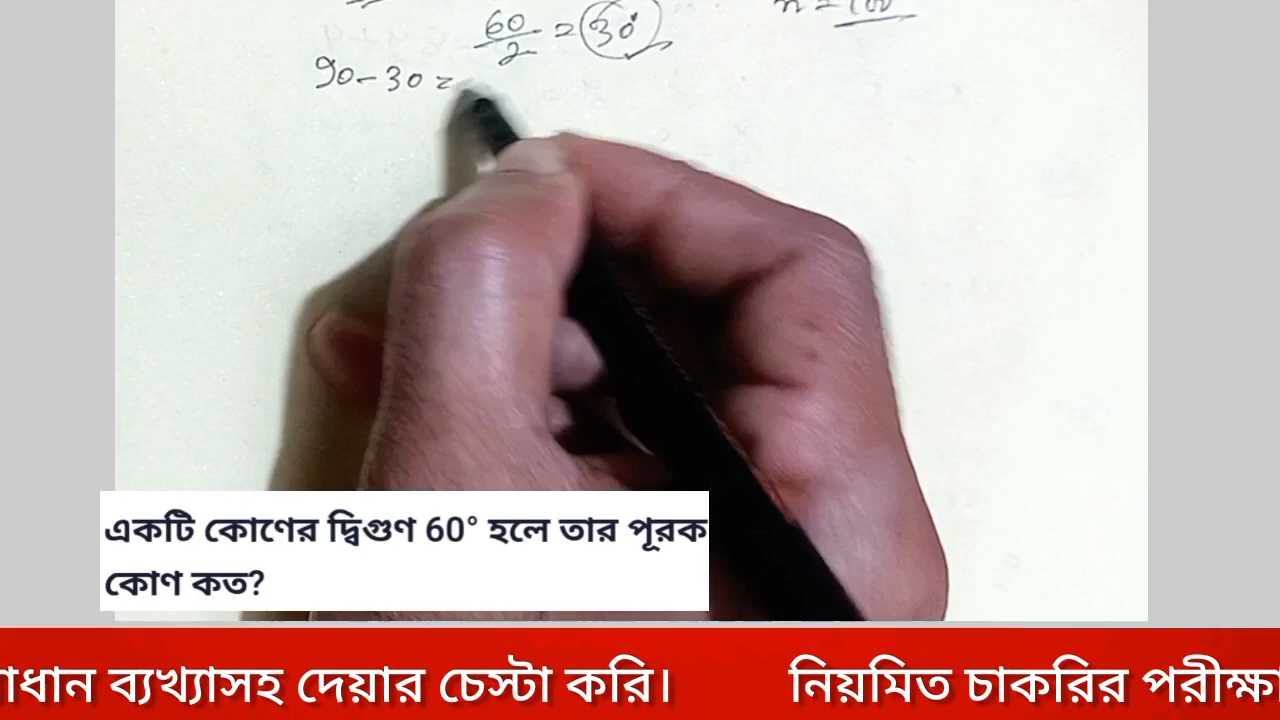 60/2 = 30°
90-30=
একটি কোণের দ্বিগুণ 60° হলে তার পূরক
কোণ কত?
াধান ব্যখ্যাসহ দেয়ার চেস্টা করি। নিয়মিত চাকরির পরীক্ষা